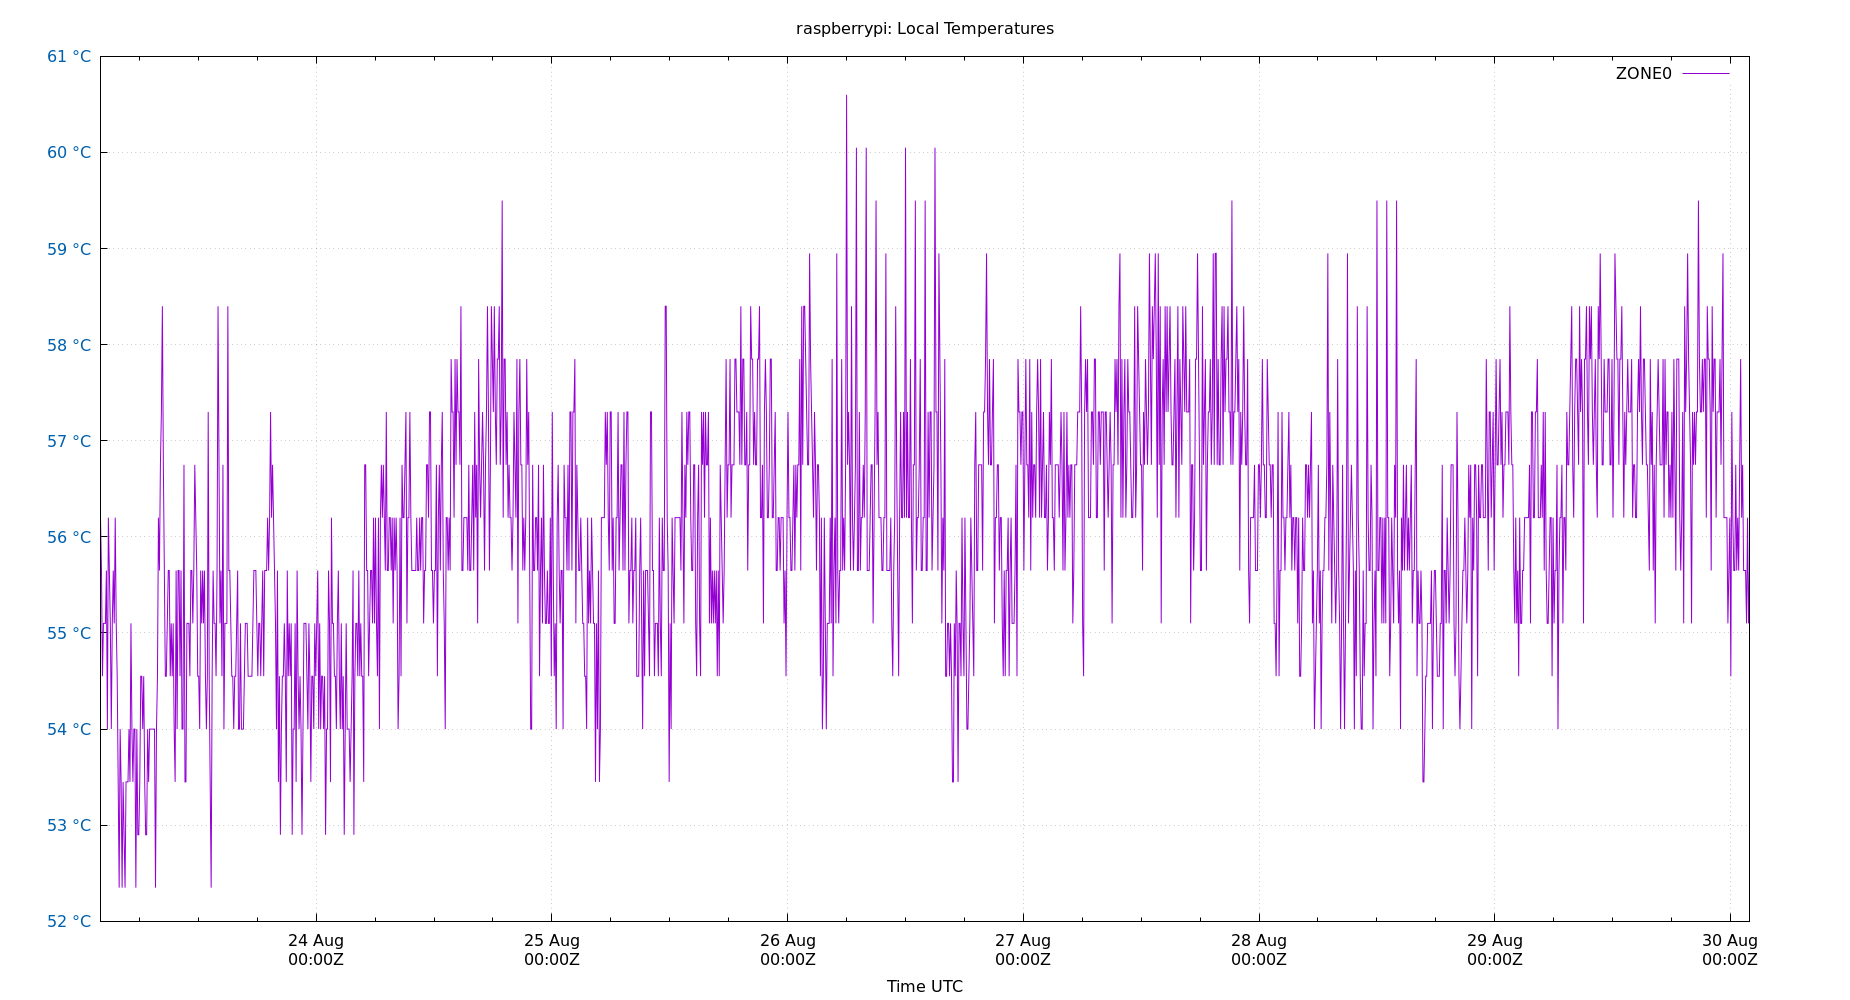 raspberrypi: Local Temperatures
61 °C
ZONE0
60 °C
59 °C
58 °C
57 °C
56 °C
55 °C
54 °C
53 °C
52 °C
24 Aug 25 Aug 26 Aug 27 Aug 28 Aug 29 Aug 30 Aug
00:00Z 00:00Z 00:00Z 00:00Z 00:00Z 00:00Z 00:00Z
Time UTC